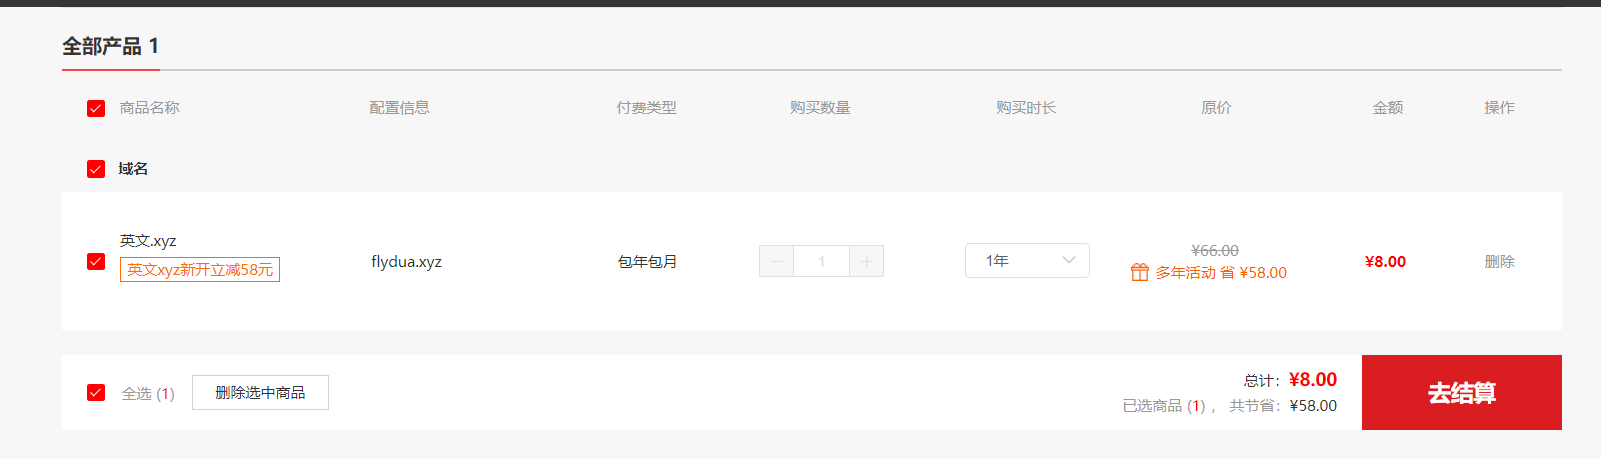 全部产品 1
商品名称 配置信息 付费类型 购买数量 购买时长 原价 金额 操作
域名
英文.xyz
英文xyz新开立减58元
flydua.xyz 包年包月 1 1年
¥66.00
多年活动 省 ¥58.00
¥8.00 删除
全选 (1) 删除选中商品
总计：¥8.00
已选商品 (1) ， 共节省：¥58.00
去结算